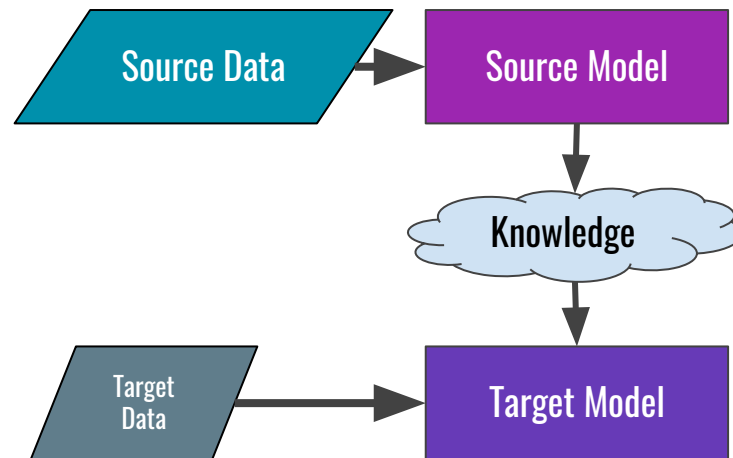 Source Data
Source Model
Knowledge
Target
Data
Target Model